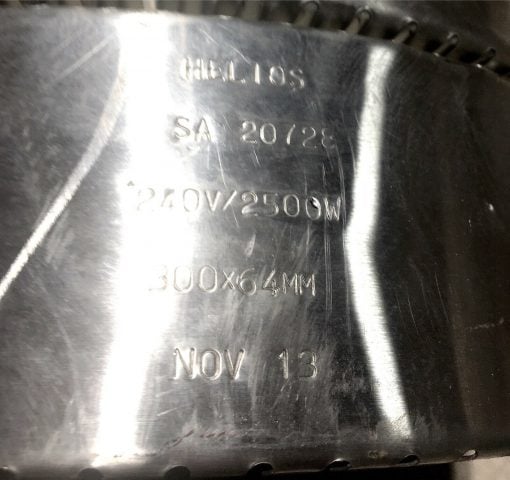 HELIOS
SA 20728
240V/2500W
300X64MM
NOV 13